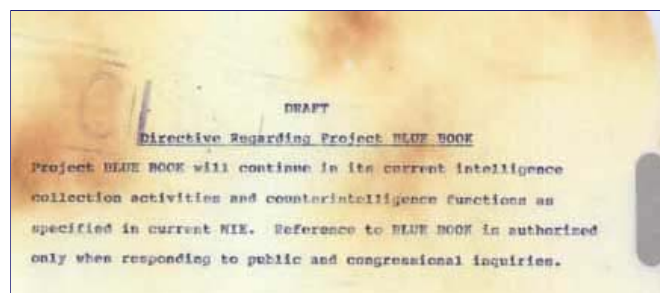 DRAFT
Directive Regarding Project BLUE BOOK
Project BLUE BOOK will continue in its current intelligence
collection activities and counterintelligence functions as
specified in current NIE. Reference to BLUE BOOK is authorized
only when responding to public and congressional inquiries.